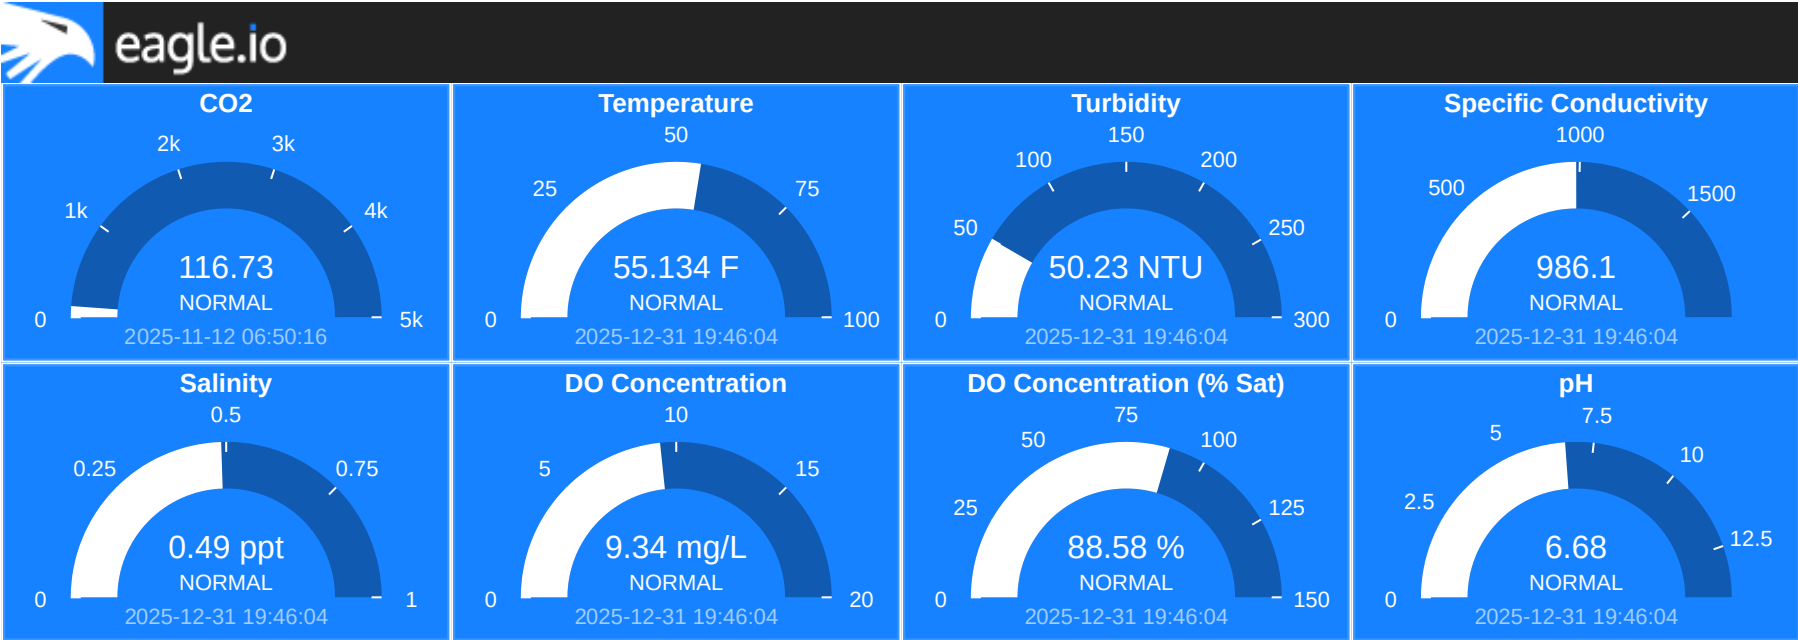 eagle.io
CO2
0
1k
2k
3k
4k
5k
116.73
NORMAL
2025-11-12 06:50:16
Temperature
0
25
50
75
100
55.134 F
NORMAL
2025-12-31 19:46:04
Turbidity
0
50
100
150
200
250
300
50.23 NTU
NORMAL
2025-12-31 19:46:04
Specific Conductivity
0
500
1000
1500
986.1
NORMAL
2025-12-31 19:46:04
Salinity
0
0.25
0.5
0.75
1
0.49 ppt
NORMAL
2025-12-31 19:46:04
DO Concentration
0
5
10
15
20
9.34 mg/L
NORMAL
2025-12-31 19:46:04
DO Concentration (% Sat)
0
25
50
75
100
125
150
88.58 %
NORMAL
2025-12-31 19:46:04
pH
0
2.5
5
7.5
10
12.5
6.68
NORMAL
2025-12-31 19:46:04